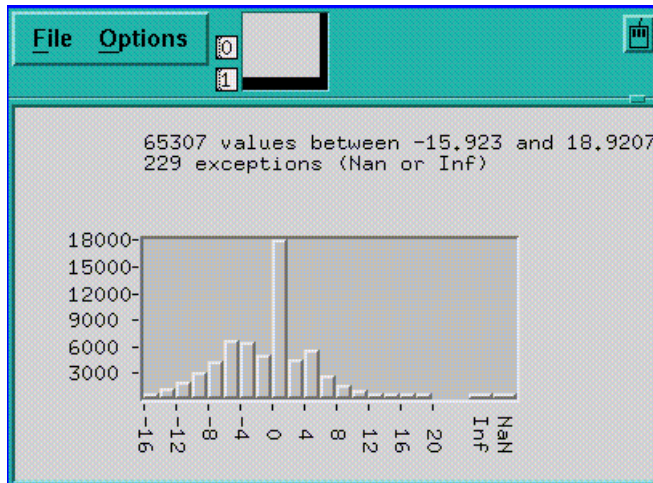 File Options
0
1
65307 values between -15.923 and 18.9207
229 exceptions (Nan or Inf)
18000
15000
12000
9000
6000
3000
-16 -12 -8 -4 0 4 8 12 16 20 Inf NaN